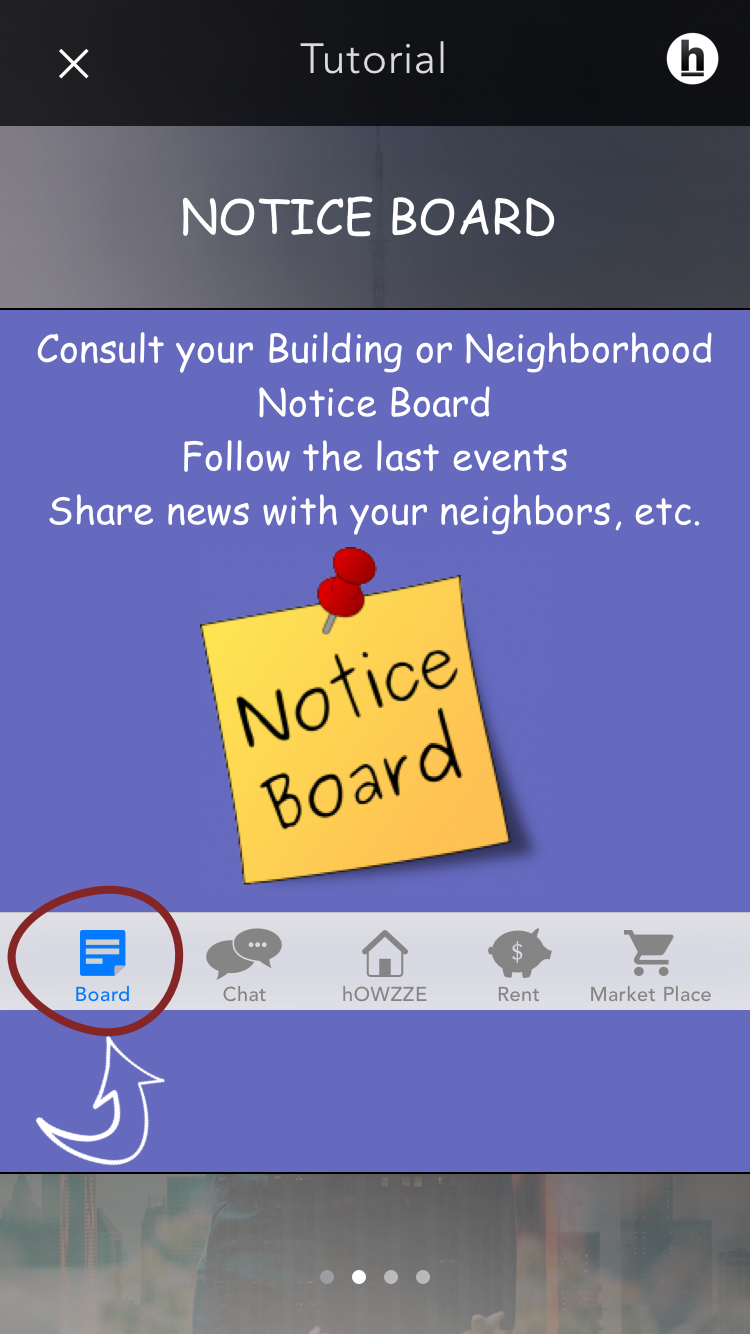 Tutorial
h
NOTICE BOARD
Consult your Building or Neighborhood
Notice Board
Follow the last events
Share news with your neighbors, etc.
Notice
Board
$
Board
Chat
hOWZZE
Rent
Market Place